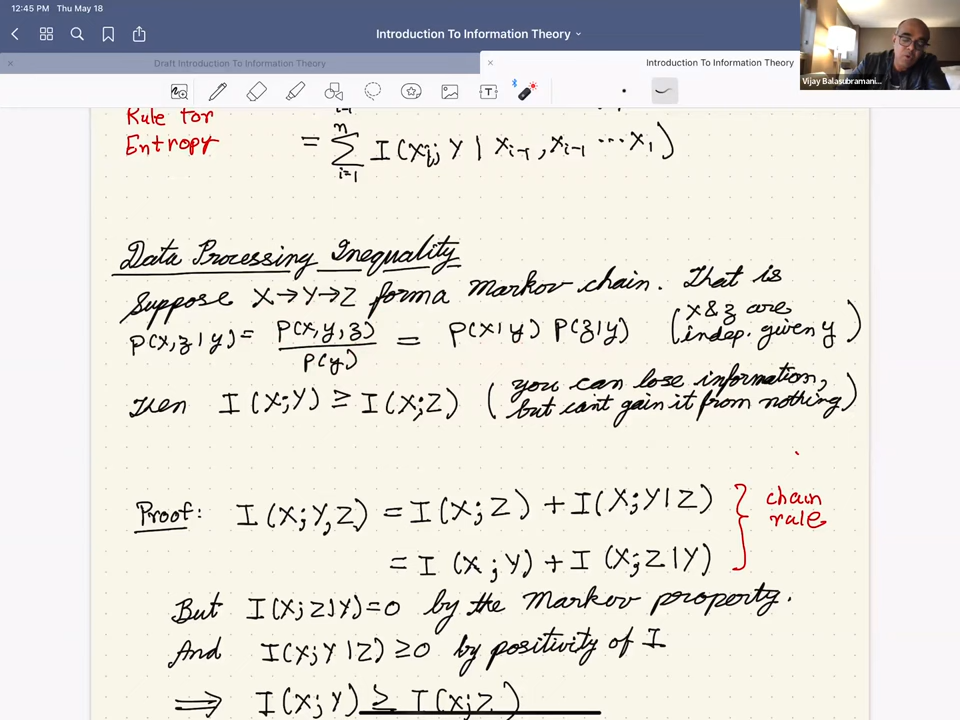 12:45 PM Thu May 18
Introduction To Information Theory
Draft Introduction To Information Theory
Introduction To Information Theory
Vijay Balasubramani...
Rule for
Entropy
= n Σ i=1 I(Xi; Y | Xi-1, Xi-1 ... X1)
Data Processing Inequality
Suppose X→Y→Z form a Markov chain. That is
P(x,z|y) = P(x,y,z) / P(y) = P(x|y) P(z|y) (x & z are indep. given y)
Then I(X;Y) ≥ I(X;Z) (you can lose information, but can't gain it from nothing)
Proof: I(X;Y,Z) = I(X;Z) + I(X;Y|Z) } chain
= I(X;Y) + I(X;Z|Y) rule
But I(X;Z|Y)=0 by the Markov property.
And I(X;Y|Z) ≥0 by positivity of I
⟹ I(X;Y) ≥ I(X;Z)